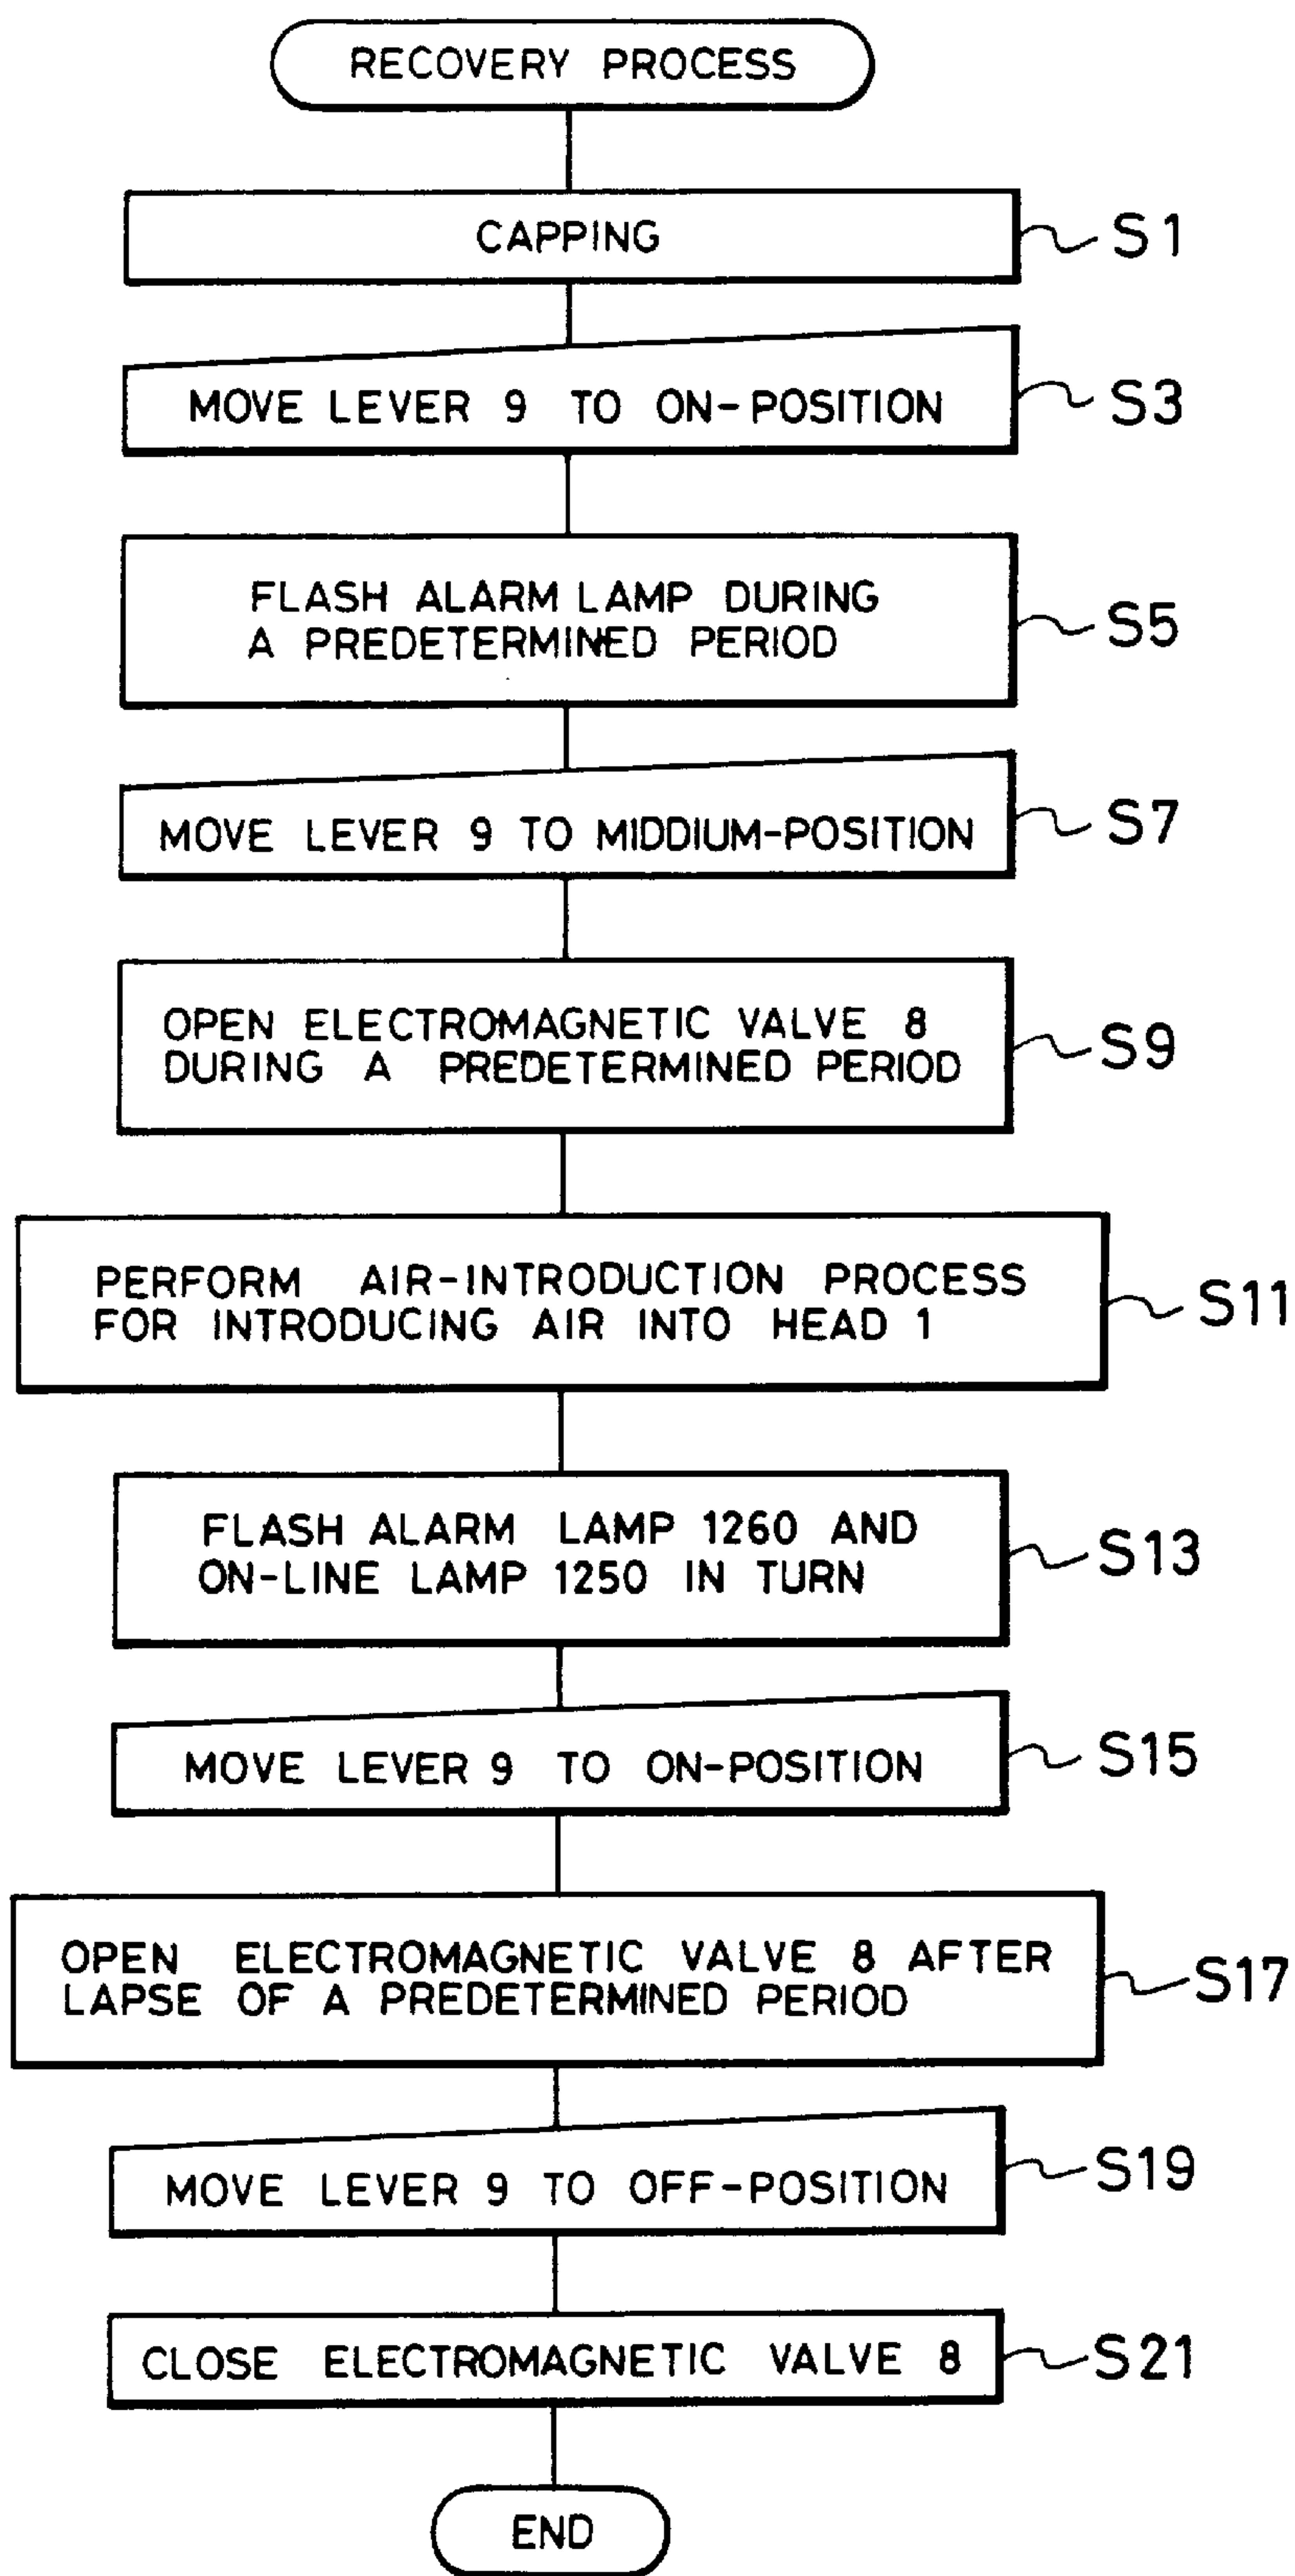 RECOVERY PROCESS
CAPPING
S1
MOVE LEVER 9 TO ON-POSITION
S3
FLASH ALARM LAMP DURING
A PREDETERMINED PERIOD
S5
MOVE LEVER 9 TO MIDDIUM-POSITION
S7
OPEN ELECTROMAGNETIC VALVE 8
DURING A PREDETERMINED PERIOD
S9
PERFORM AIR-INTRODUCTION PROCESS
FOR INTRODUCING AIR INTO HEAD 1
S11
FLASH ALARM LAMP 1260 AND
ON-LINE LAMP 1250 IN TURN
S13
MOVE LEVER 9 TO ON-POSITION
S15
OPEN ELECTROMAGNETIC VALVE 8 AFTER
LAPSE OF A PREDETERMINED PERIOD
S17
MOVE LEVER 9 TO OFF-POSITION
S19
CLOSE ELECTROMAGNETIC VALVE 8
S21
END